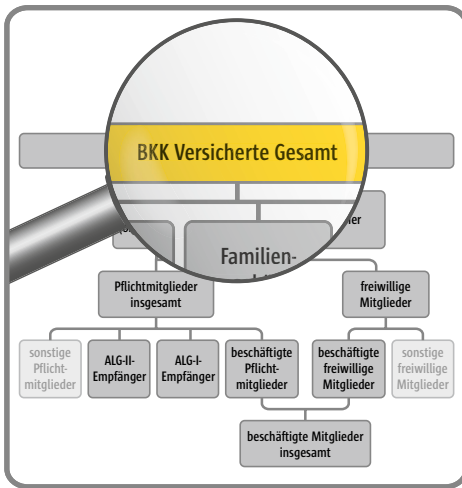 BKK Versicherte Gesamt
Familien-
Pflichtmitglieder
insgesamt
freiwillige
Mitglieder
sonstige
Pflicht-
mitglieder
ALG-II-
Empfänger
ALG-I-
Empfänger
beschäftigte
Pflicht-
mitglieder
beschäftigte
freiwillige
Mitglieder
sonstige
freiwillige
Mitglieder
beschäftigte Mitglieder
insgesamt